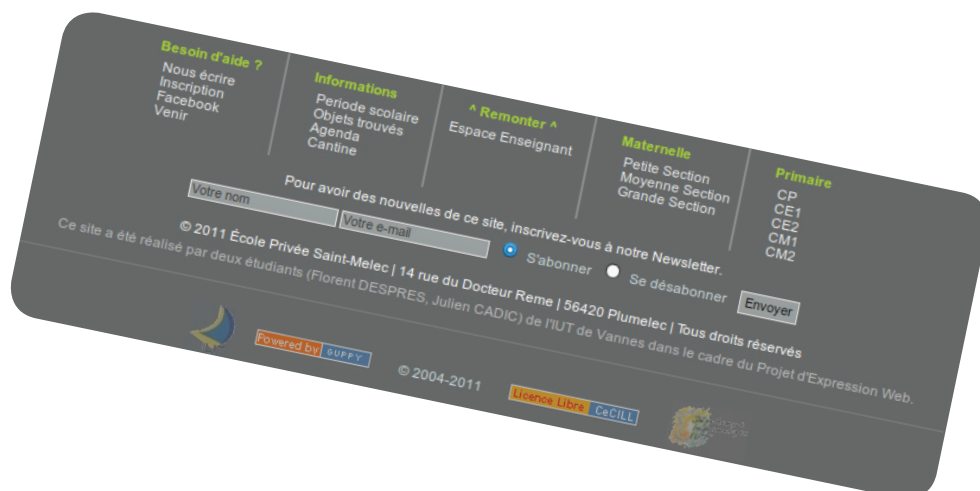 Besoin d'aide ?
Nous écrire
Inscription
Facebook
Venir
Informations
Periode scolaire
Objets trouvés
Agenda
Cantine
^ Remonter ^
Espace Enseignant
Maternelle
Petite Section
Moyenne Section
Grande Section
Primaire
CP
CE1
CE2
CM1
CM2
Pour avoir des nouvelles de ce site, inscrivez-vous à notre Newsletter.
Votre nom Votre e-mail S'abonner Se désabonner Envoyer
© 2011 École Privée Saint-Melec | 14 rue du Docteur Reme | 56420 Plumelec | Tous droits réservés
Ce site a été réalisé par deux étudiants (Florent DESPRES, Julien CADIC) de l'IUT de Vannes dans le cadre du Projet d'Expression Web.
Powered by GUPPY
© 2004-2011
Licence Libre CeCILL